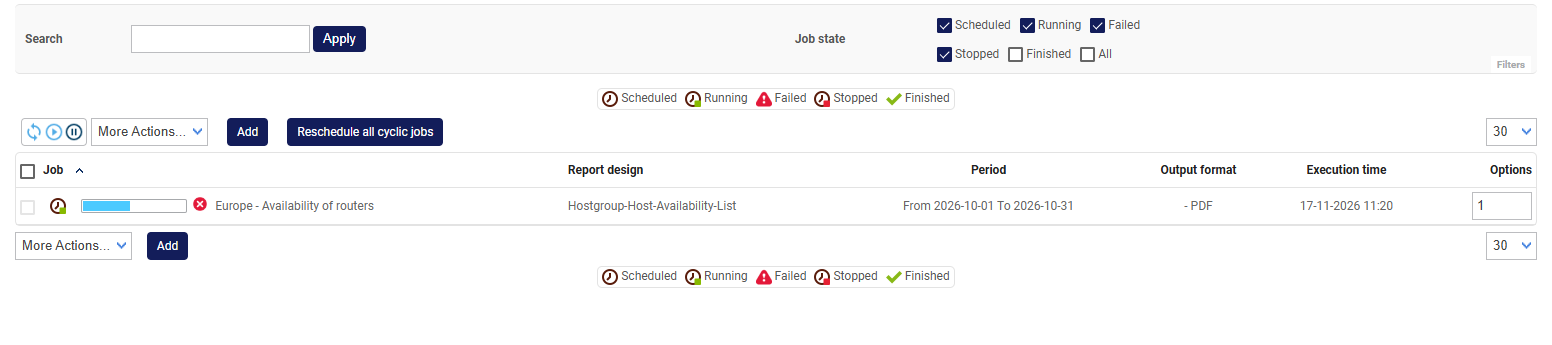 Search Apply Job state Scheduled Running Failed
Stopped Finished All
Filters
Scheduled Running Failed Stopped Finished
More Actions... Add Reschedule all cyclic jobs 30
Job Report design Period Output format Execution time Options
Europe - Availability of routers Hostgroup-Host-Availability-List From 2026-10-01 To 2026-10-31 - PDF 17-11-2026 11:20 1
More Actions... Add 30
Scheduled Running Failed Stopped Finished